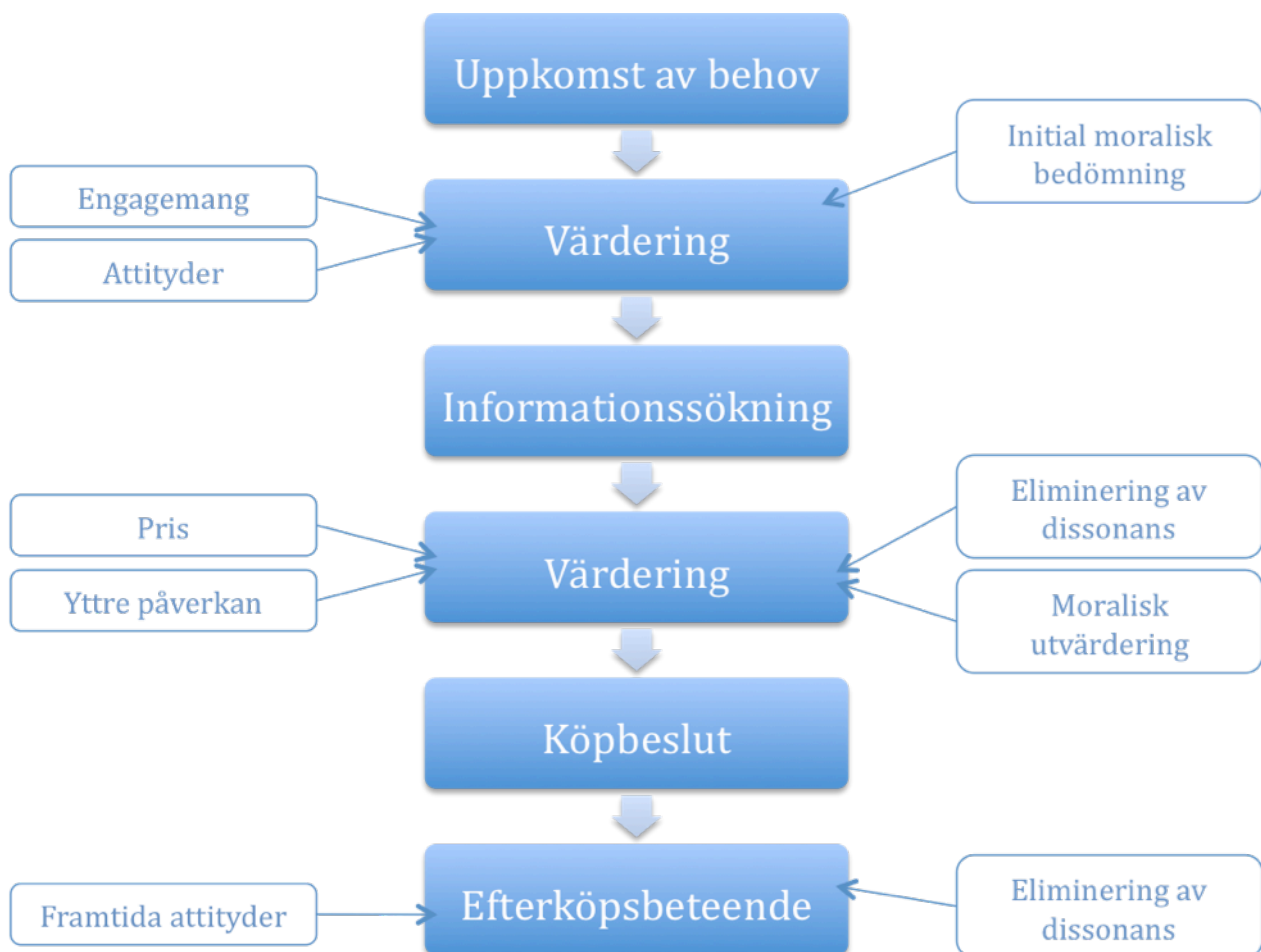 Uppkomst av behov
Initial moralisk
bedömning
Engagemang
Attityder
Värdering
Informationssökning
Pris
Yttre påverkan
Värdering
Eliminering av
dissonans
Moralisk
utvärdering
Köpbeslut
Framtida attityder
Efterköpsbeteende
Eliminering av
dissonans